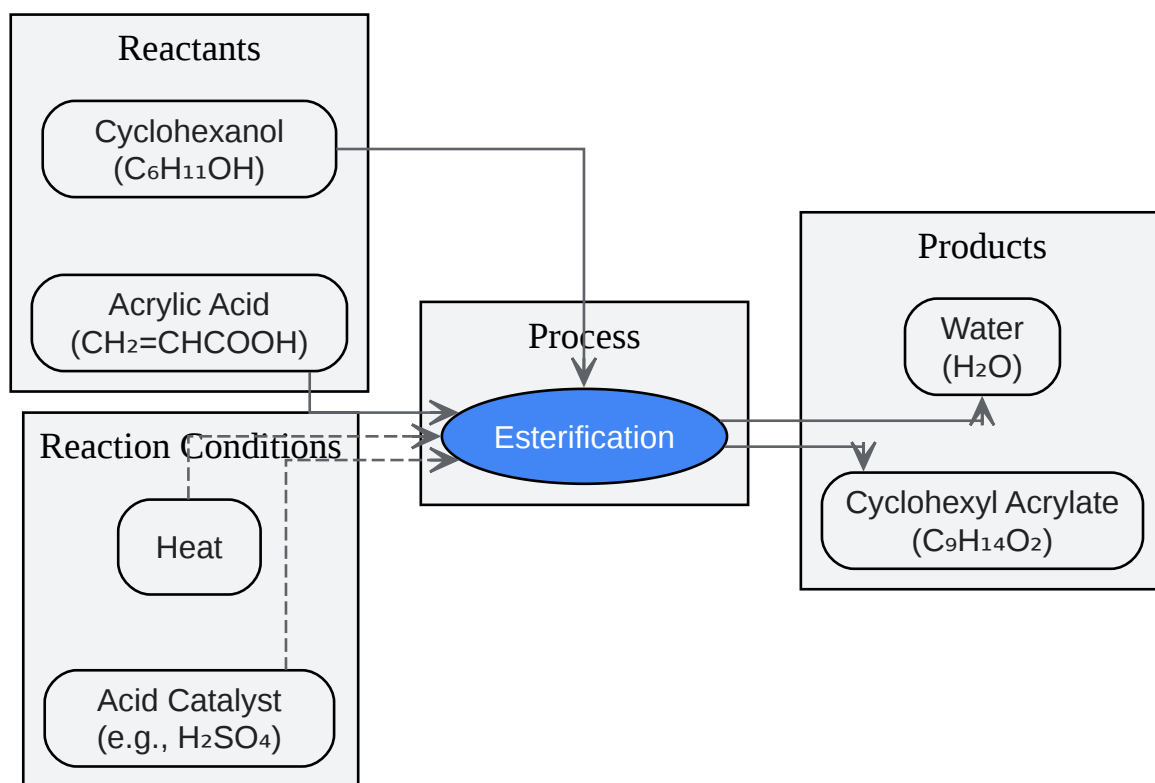 Reactants
Cyclohexanol
(C₆H₁₁OH)
Acrylic Acid
(CH₂=CHCOOH)
Reaction Conditions
Heat
Acid Catalyst
(e.g., H₂SO₄)
Process
Esterification
Products
Water
(H₂O)
Cyclohexyl Acrylate
(C₉H₁₄O₂)